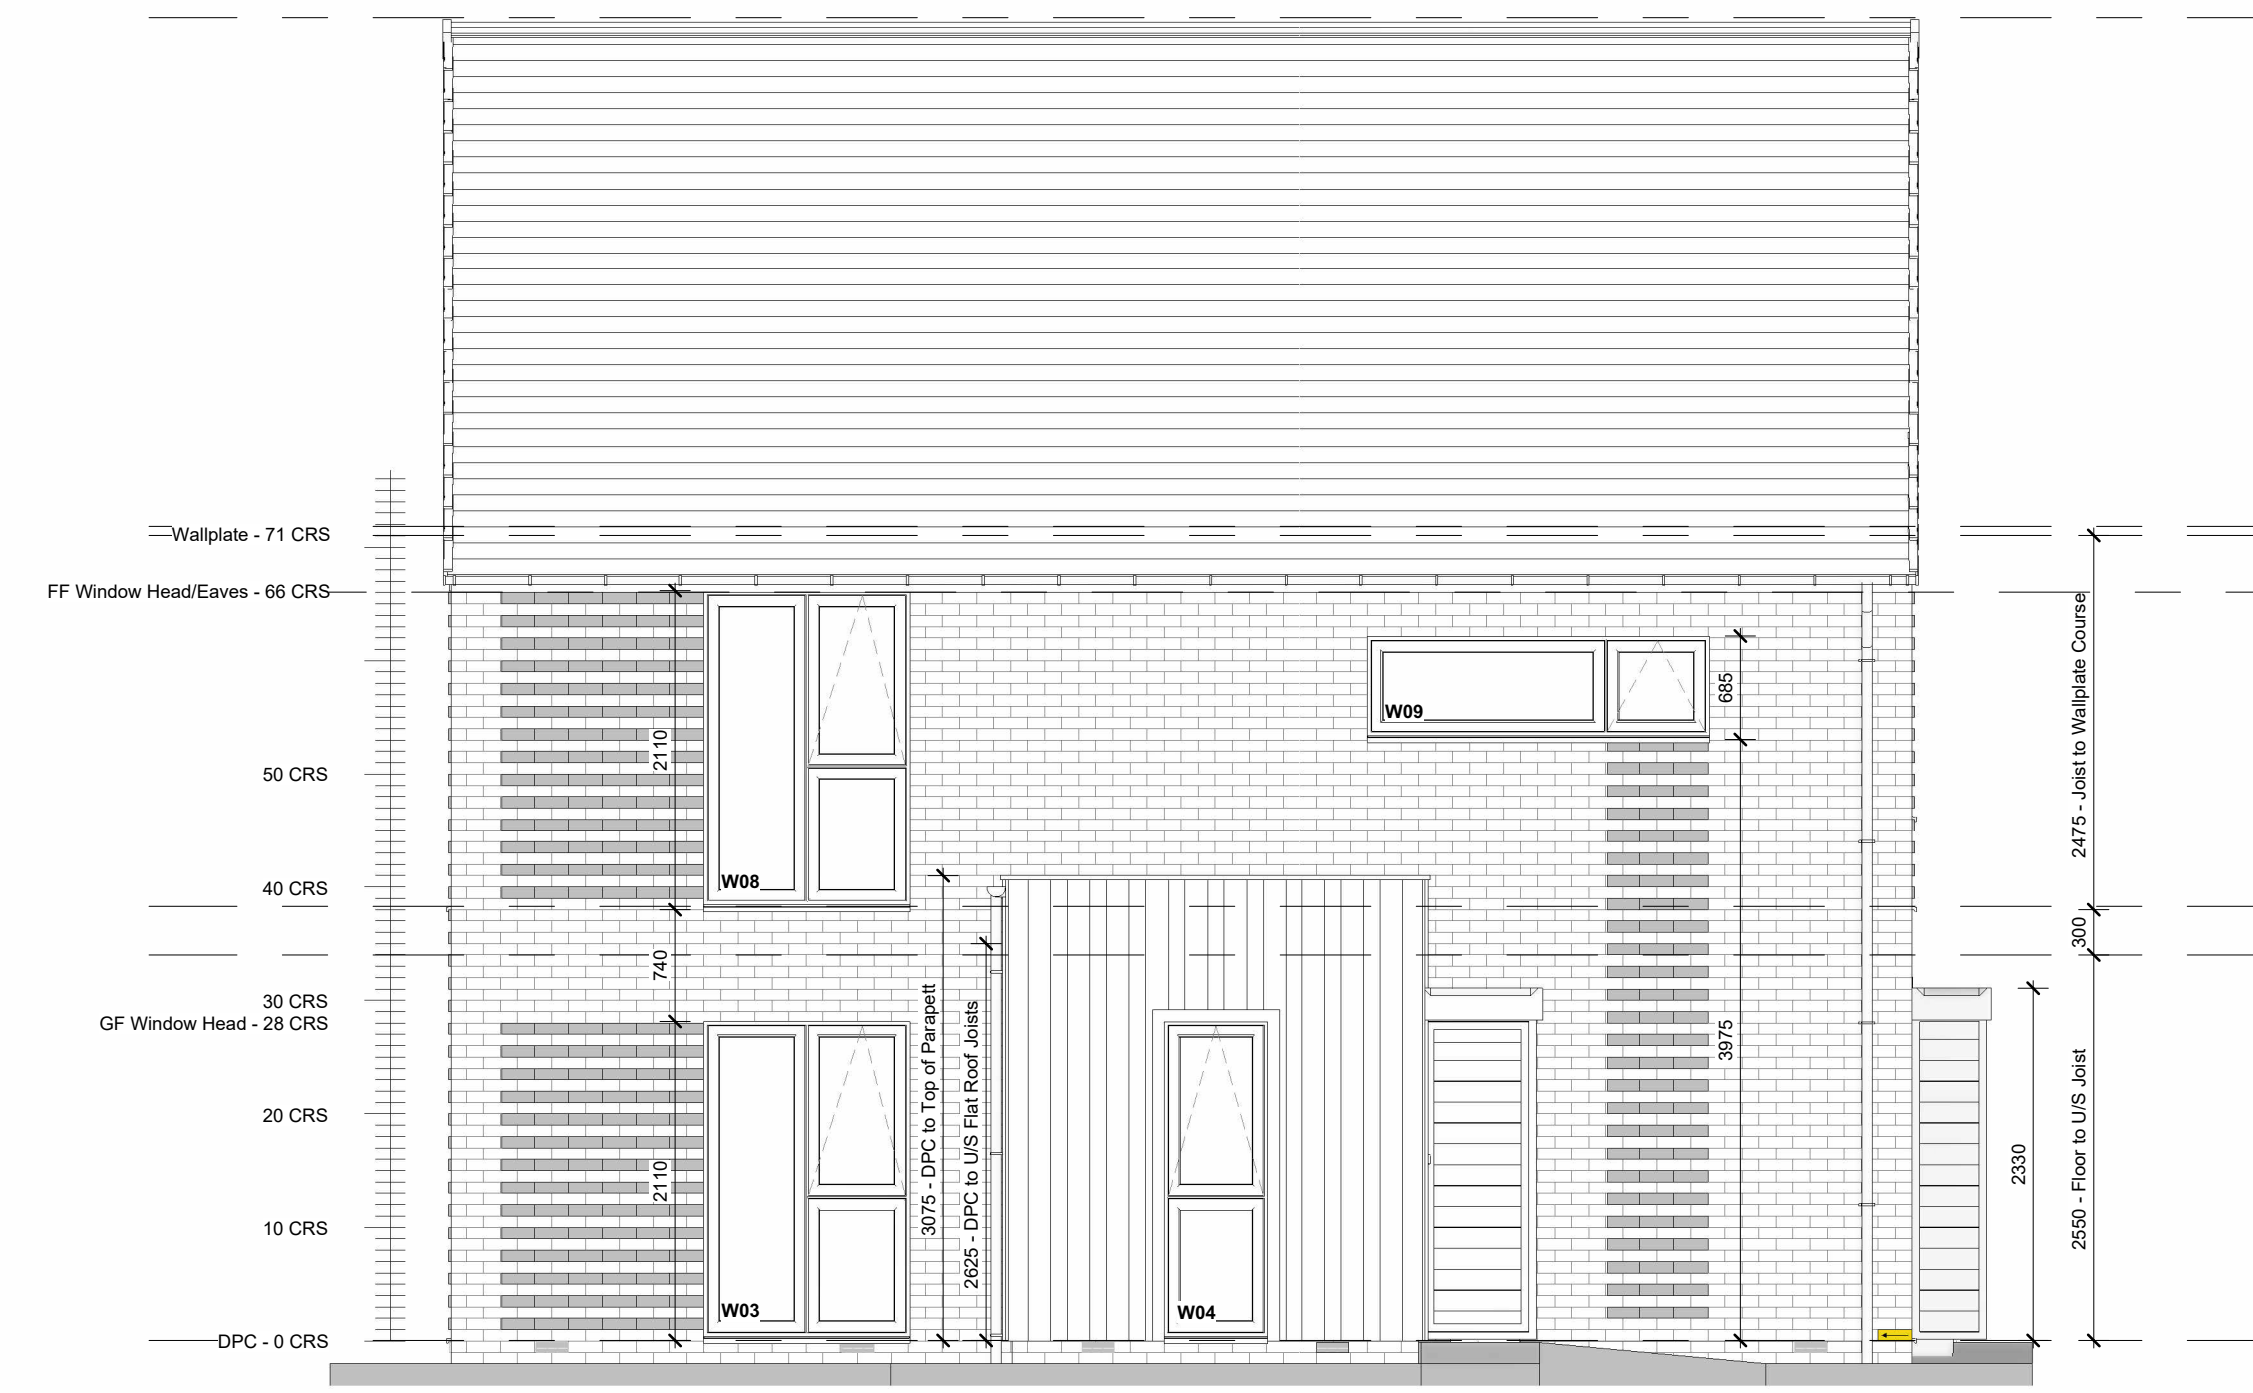 Wallplate - 71 CRS
FF Window Head/Eaves - 66 CRS
50 CRS
40 CRS
30 CRS
GF Window Head - 28 CRS
20 CRS
10 CRS
DPC - 0 CRS
2110
740
2110
W08
W03
3075 - DPC to Top of Parapett
2625 - DPC to U/S Flat Roof Joists
W04
W09
685
3975
2330
2475 - Joist to Wallplate Course
300
2550 - Floor to U/S Joist